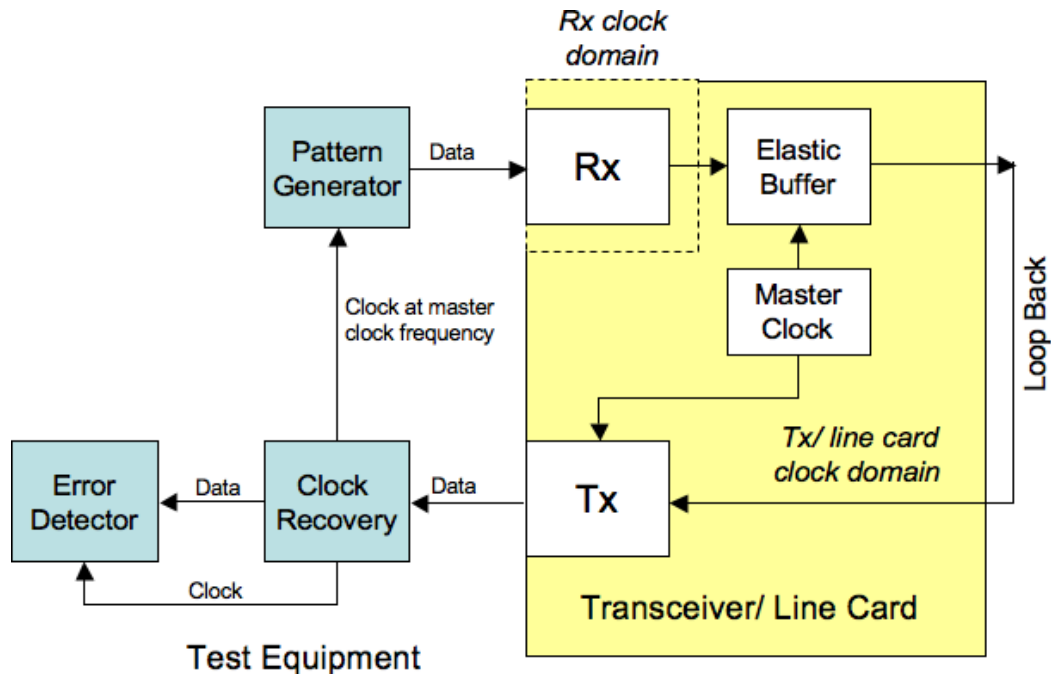 Rx clock
domain
Pattern
Generator
Data
Rx
Elastic
Buffer
Clock at master
clock frequency
Master
Clock
Loop Back
Error
Detector
Data
Clock
Recovery
Data
Tx
Tx/ line card
clock domain
Clock
Transceiver/ Line Card
Test Equipment